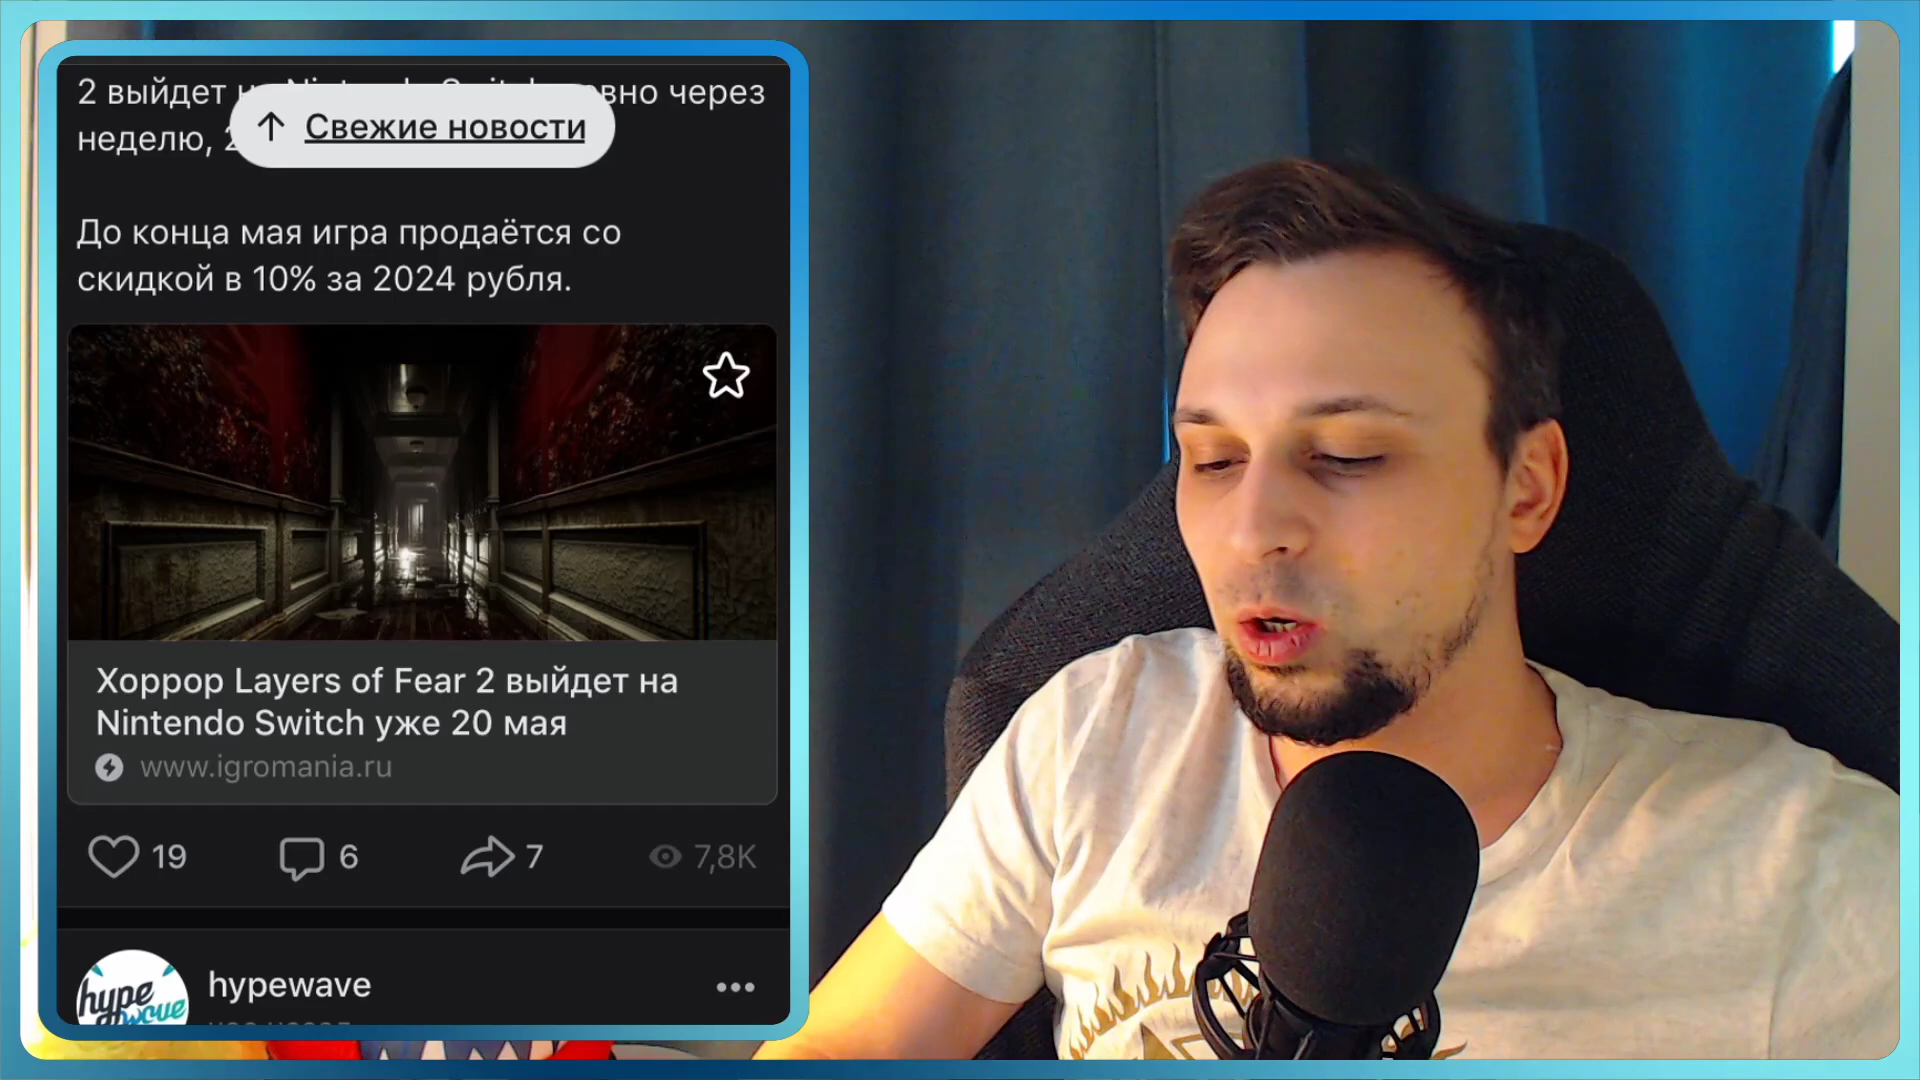 2 выйдет через
неделю,
Свежие новости
До конца мая игра продаётся со
скидкой в 10% за 2024 рубля.
Хоррор Layers of Fear 2 выйдет на
Nintendo Switch уже 20 мая
www.igromania.ru
19
6
7
7,8K
hypewave
hype
wave